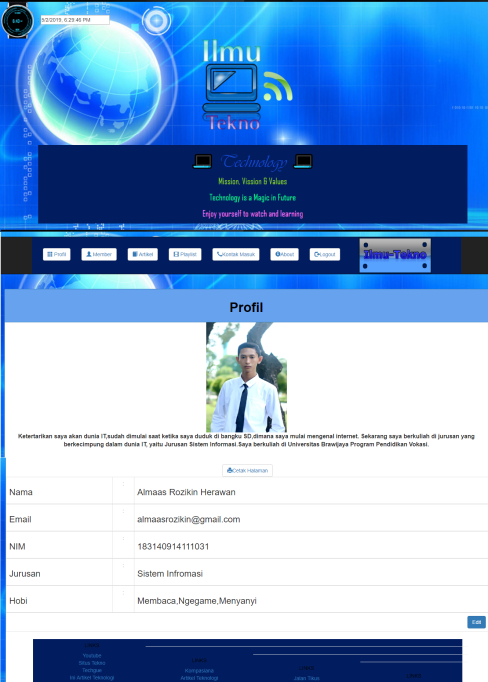 5/2/2019, 6:29:46 PM
Ilmu
Tekno
Technology
Mission, Vission & Values
Technology is a Magic in Future
Enjoy yourself to watch and learning
Profil Member Artikel Playlist Kontak Masuk About Logout
Ilmu-Tekno
Profil
Ketertarikan saya akan dunia IT,sudah dimulai saat ketika saya duduk di bangku SD,dimana saya mulai mengenal internet. Sekarang saya berkuliah di jurusan yang
berkecimpung dalam dunia IT, yaitu Jurusan Sistem Informasi.Saya berkuliah di Universitas Brawijaya Program Pendidikan Vokasi.
Cetak Halaman
Nama : Almaas Rozikin Herawan
Email : almaasrozikin@gmail.com
NIM : 183140914111031
Jurusan : Sistem Infromasi
Hobi : Membaca,Ngegame,Menyanyi
Edit
Youtube
Situs Tekno
Kompasiana
Artikel Teknologi
Jalan Tikus